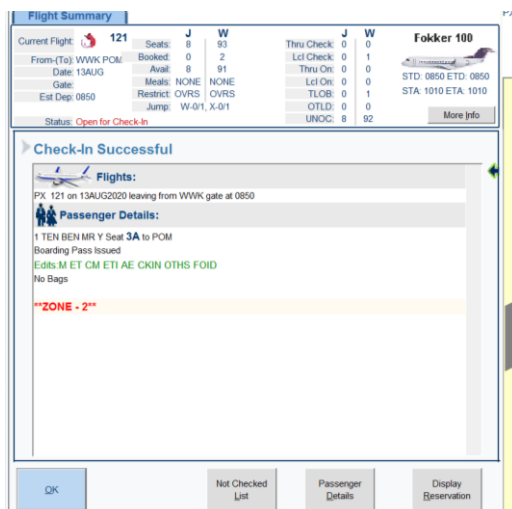 Flight Summary
Current Flight: 121
From-(To): WWK POM
Date: 13AUG
Gate:
Est Dep: 0850
Status: Open for Check-In
J W
Seats: 8 93
Booked: 0 2
Avail: 8 91
Meals: NONE NONE
Restrict: OVRS OVRS
Jump: W-0/1, X-0/1
J W
Thru Check: 0 0
Lcl Check: 0 1
Thru On: 0 0
Lcl On: 0 0
TLOB: 0 1
OTLD: 0 0
UNOC: 8 92
Fokker 100
STD: 0850 ETD: 0850
STA: 1010 ETA: 1010
More Info
Check-In Successful
Flights:
PX 121 on 13AUG2020 leaving from WWK gate at 0850
Passenger Details:
1 TEN BEN MR Y Seat 3A to POM
Boarding Pass Issued
Edits:M ET CM ETI AE CKIN OTHS FOID
No Bags
**ZONE - 2**
OK
Not Checked
List
Passenger
Details
Display
Reservation